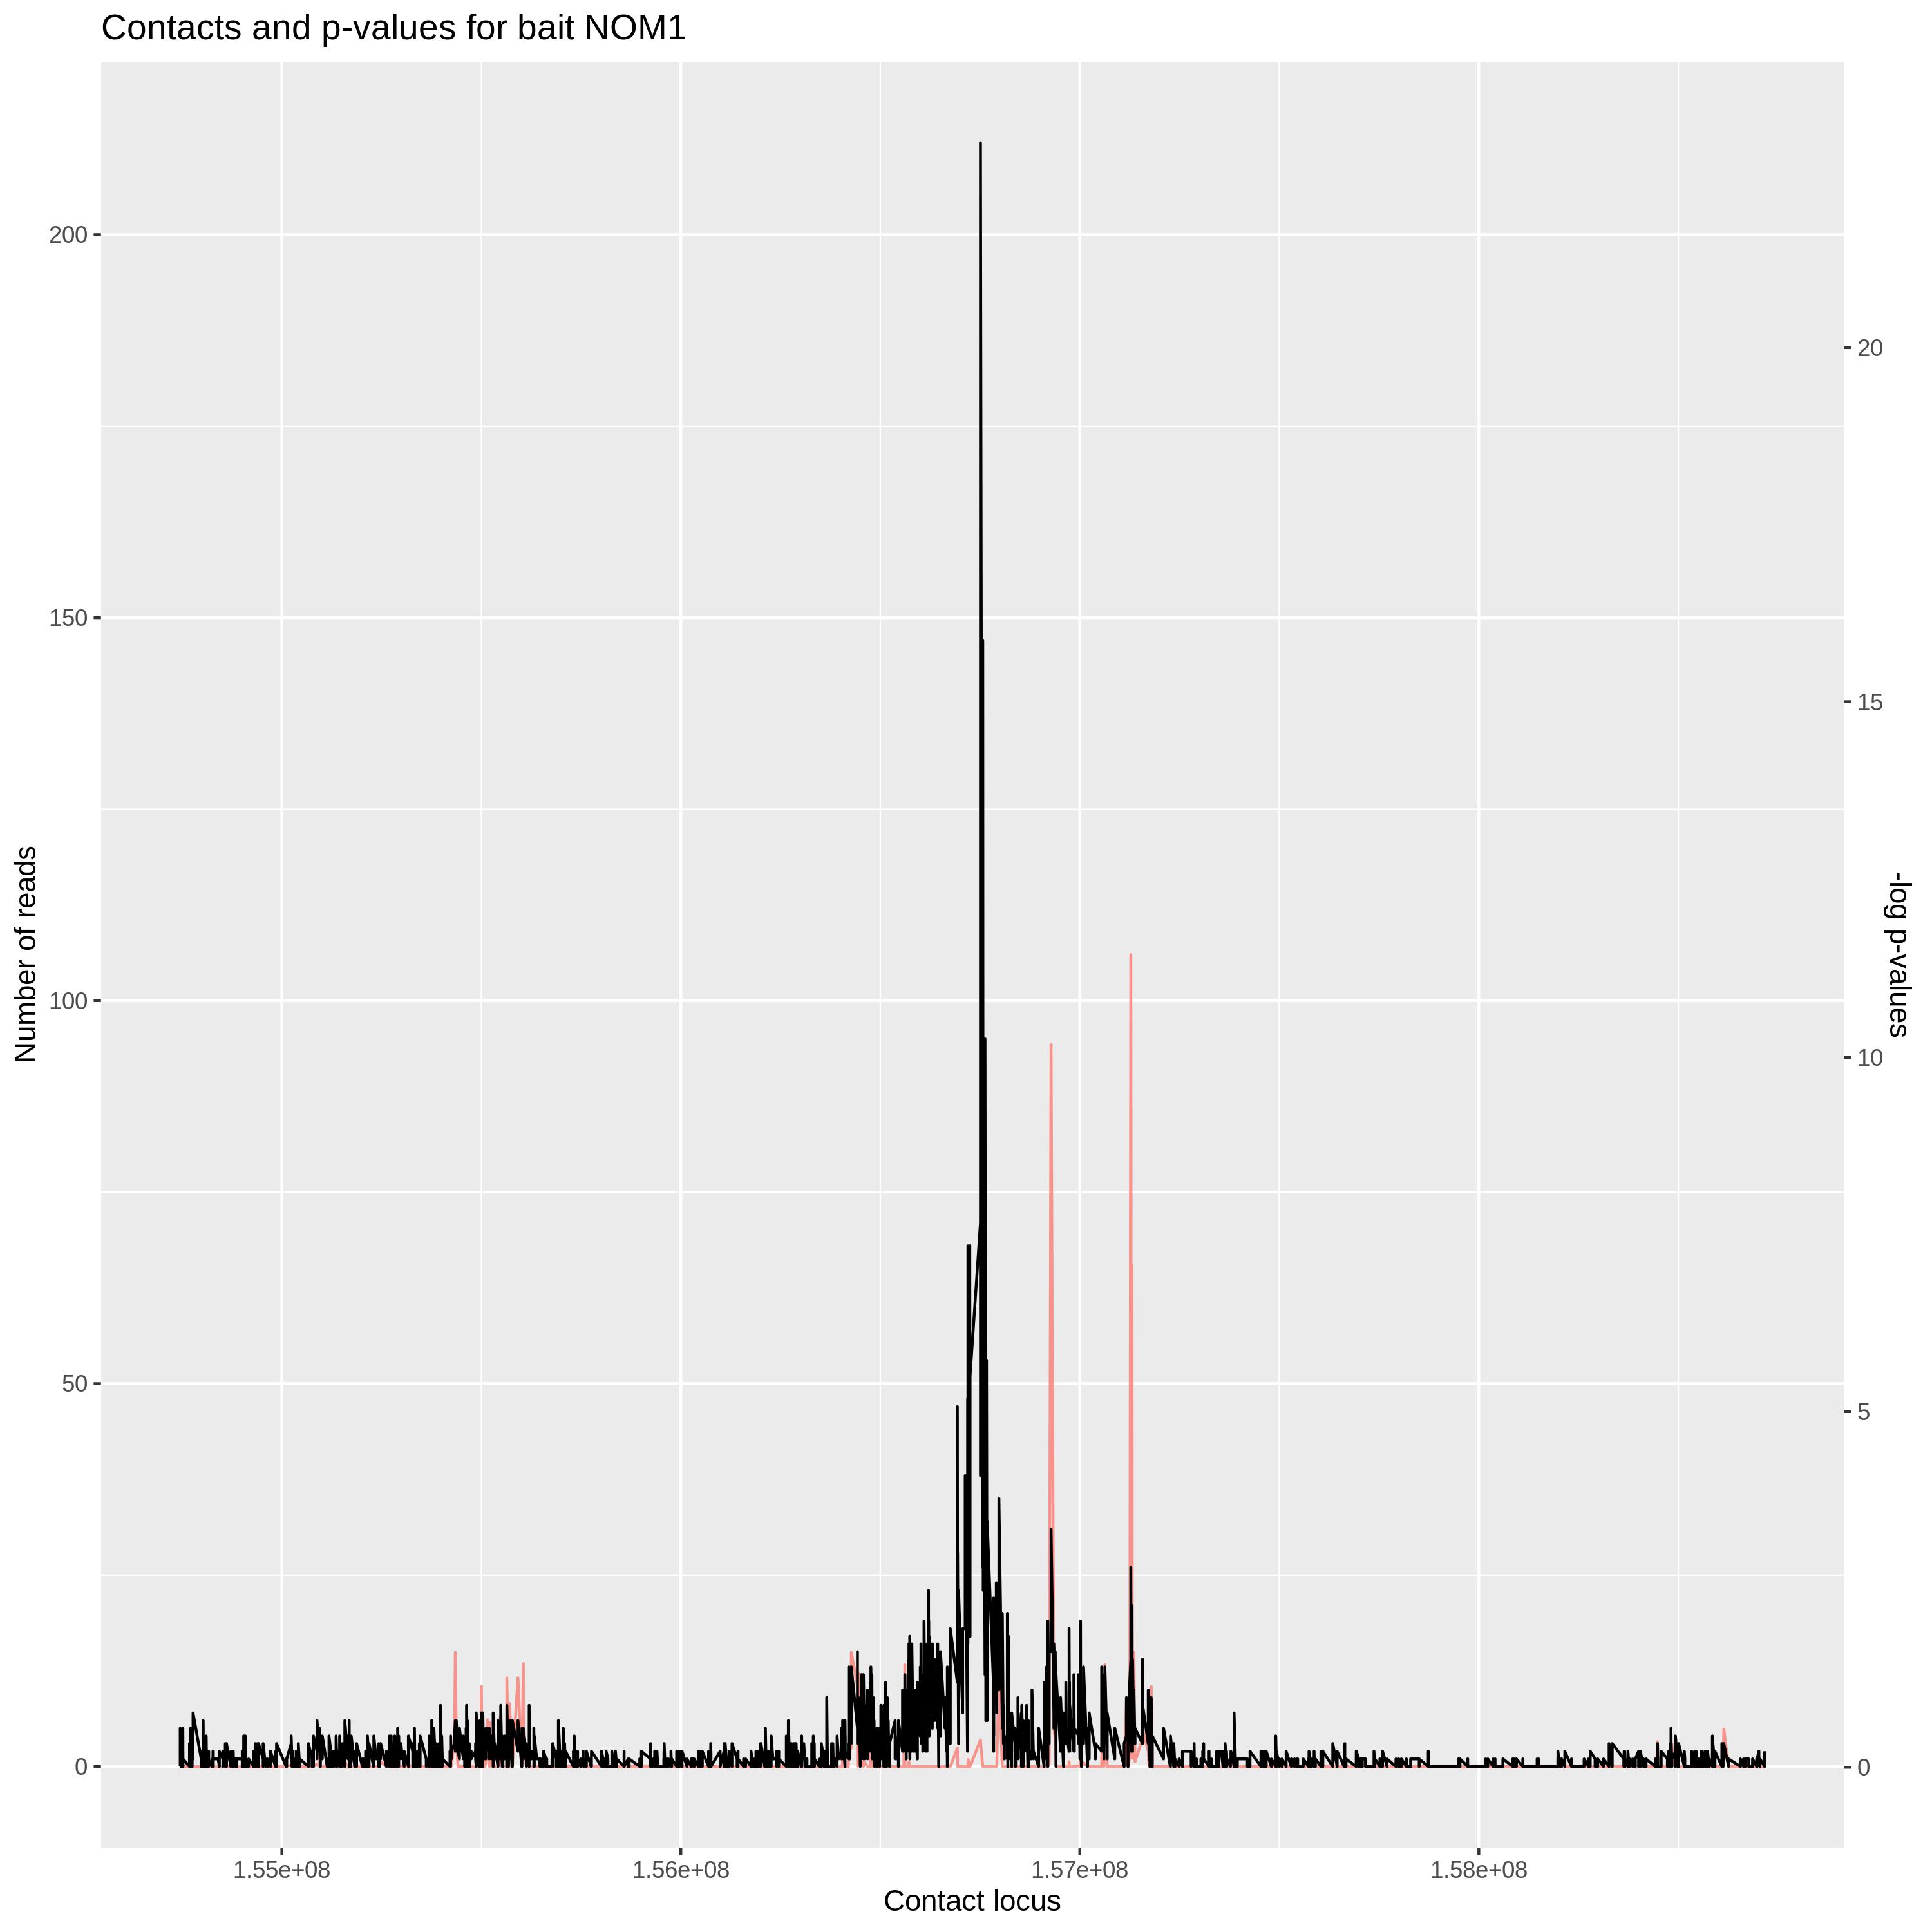 Contacts and p-values for bait NOM1
200
150
100
50
0
Number of reads
20
15
10
5
0
-log p-values
1.55e+08
1.56e+08
1.57e+08
1.58e+08
Contact locus